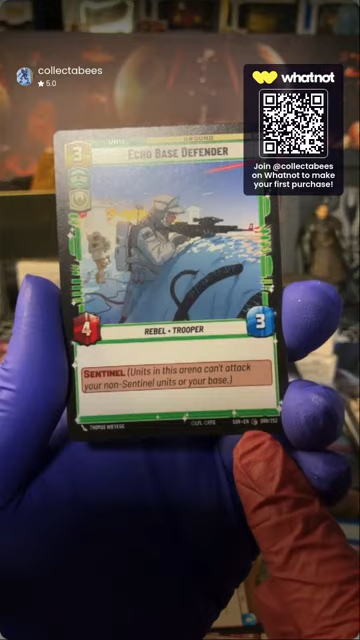 collectabees
★ 5.0
whatnot
Join @collectabees
on Whatnot to make
your first purchase!
UNIT
GROUND
3
ECHO BASE DEFENDER
4
REBEL • TROPPER
3
SENTINEL (Units in this arena can't attack
your non-Sentinel units or your base.)